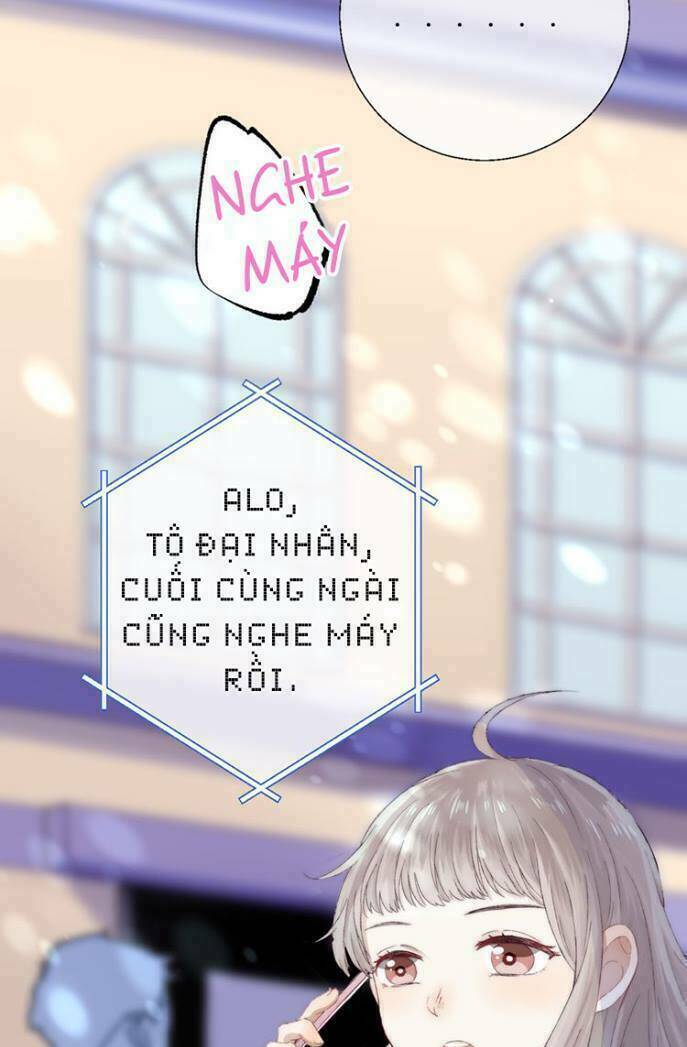 . . . . . .
NGHE
MÁY
ALO,
TÔ ĐẠI NHÂN,
CUỐI CÙNG NGÀI
CŨNG NGHE MÁY
RỒI.